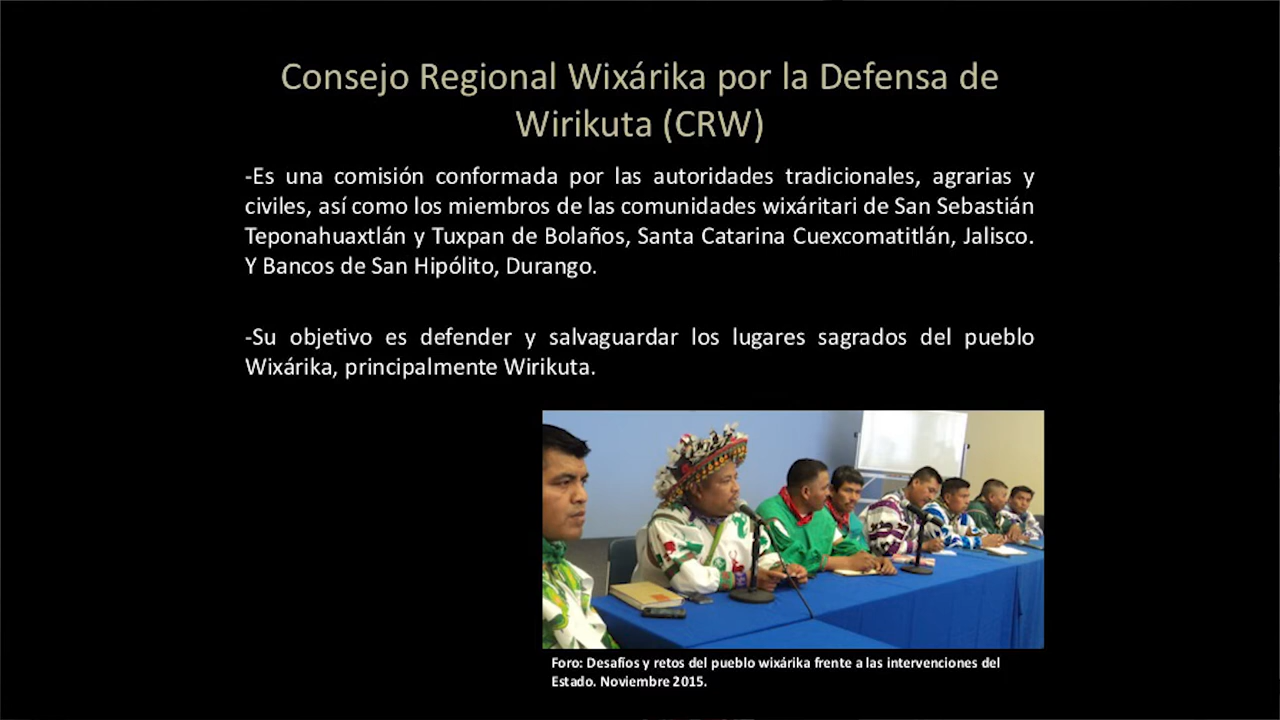 Consejo Regional Wixárika por la Defensa de
Wirikuta (CRW)
-Es una comisión conformada por las autoridades tradicionales, agrarias y
civiles, así como los miembros de las comunidades wixáritari de San Sebastián
Teponahuaxtlán y Tuxpan de Bolaños, Santa Catarina Cuexcomatitlán, Jalisco.
Y Bancos de San Hipólito, Durango.
-Su objetivo es defender y salvaguardar los lugares sagrados del pueblo
Wixárika, principalmente Wirikuta.
Foro: Desafíos y retos del pueblo wixárika frente a las intervenciones del
Estado. Noviembre 2015.